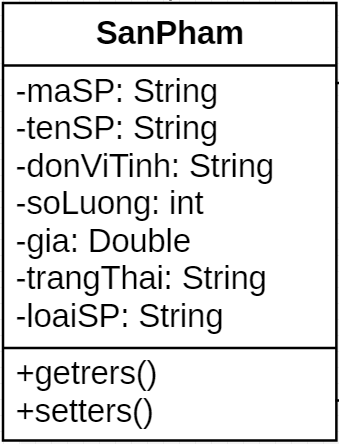 SanPham
-maSP: String
-tenSP: String
-donViTinh: String
-soLuong: int
-gia: Double
-trangThai: String
-loaiSP: String
+getrers()
+setters()